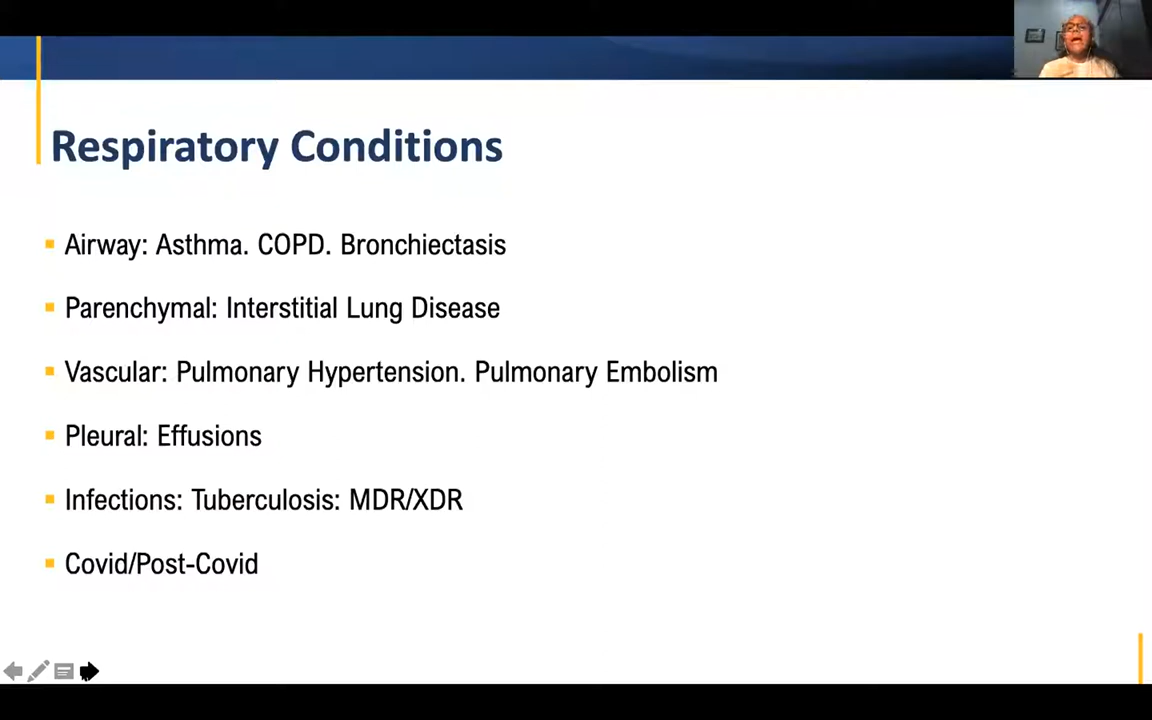 Respiratory Conditions
Airway: Asthma. COPD. Bronchiectasis
Parenchymal: Interstitial Lung Disease
Vascular: Pulmonary Hypertension. Pulmonary Embolism
Pleural: Effusions
Infections: Tuberculosis: MDR/XDR
Covid/Post-Covid